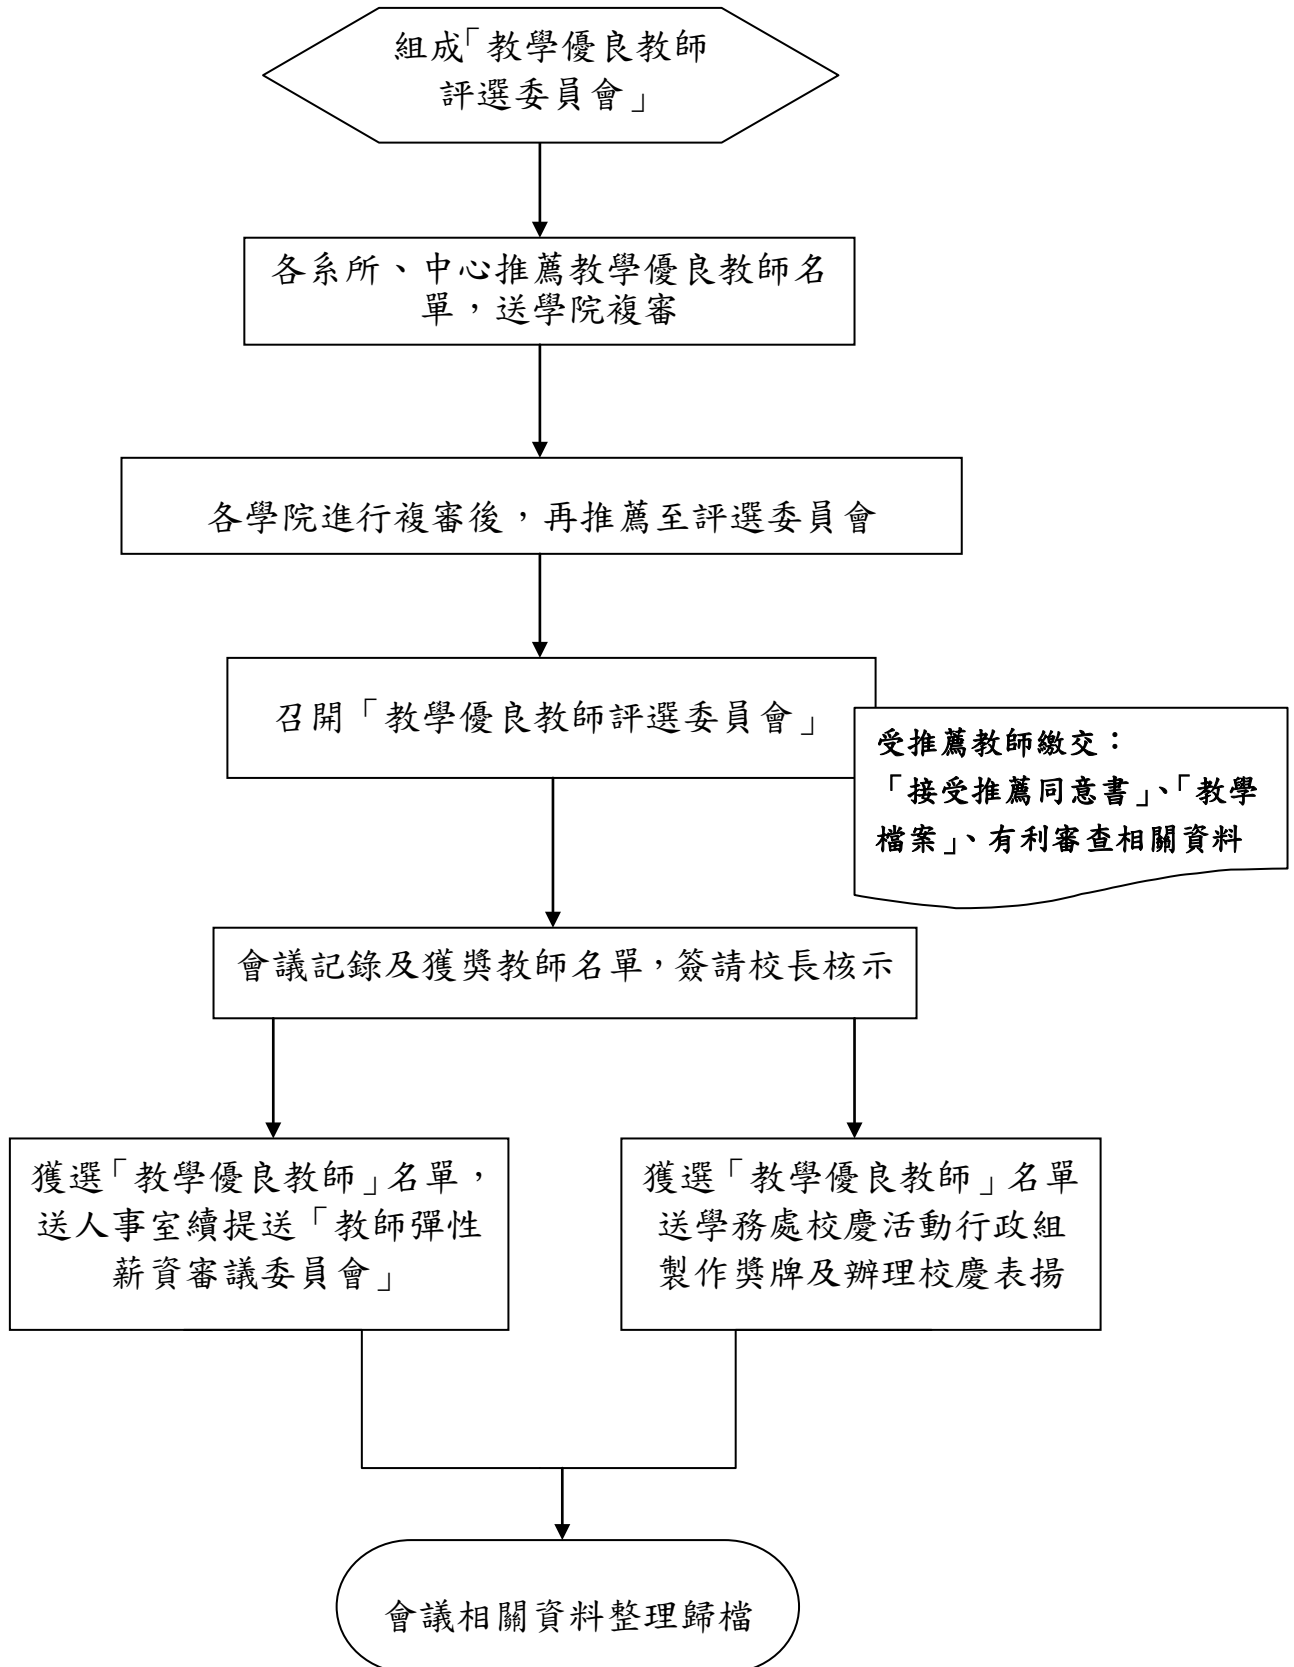 組成「教學優良教師
評選委員會」
各系所、中心推薦教學優良教師名
單，送學院複審
各學院進行複審後，再推薦至評選委員會
召開「教學優良教師評選委員會」
受推薦教師繳交：
「接受推薦同意書」、「教學
檔案」、有利審查相關資料
會議記錄及獲獎教師名單，簽請校長核示
獲選「教學優良教師」名單，
送人事室續提送「教師彈性
薪資審議委員會」
獲選「教學優良教師」名單
送學務處校慶活動行政組
製作獎牌及辦理校慶表揚
會議相關資料整理歸檔